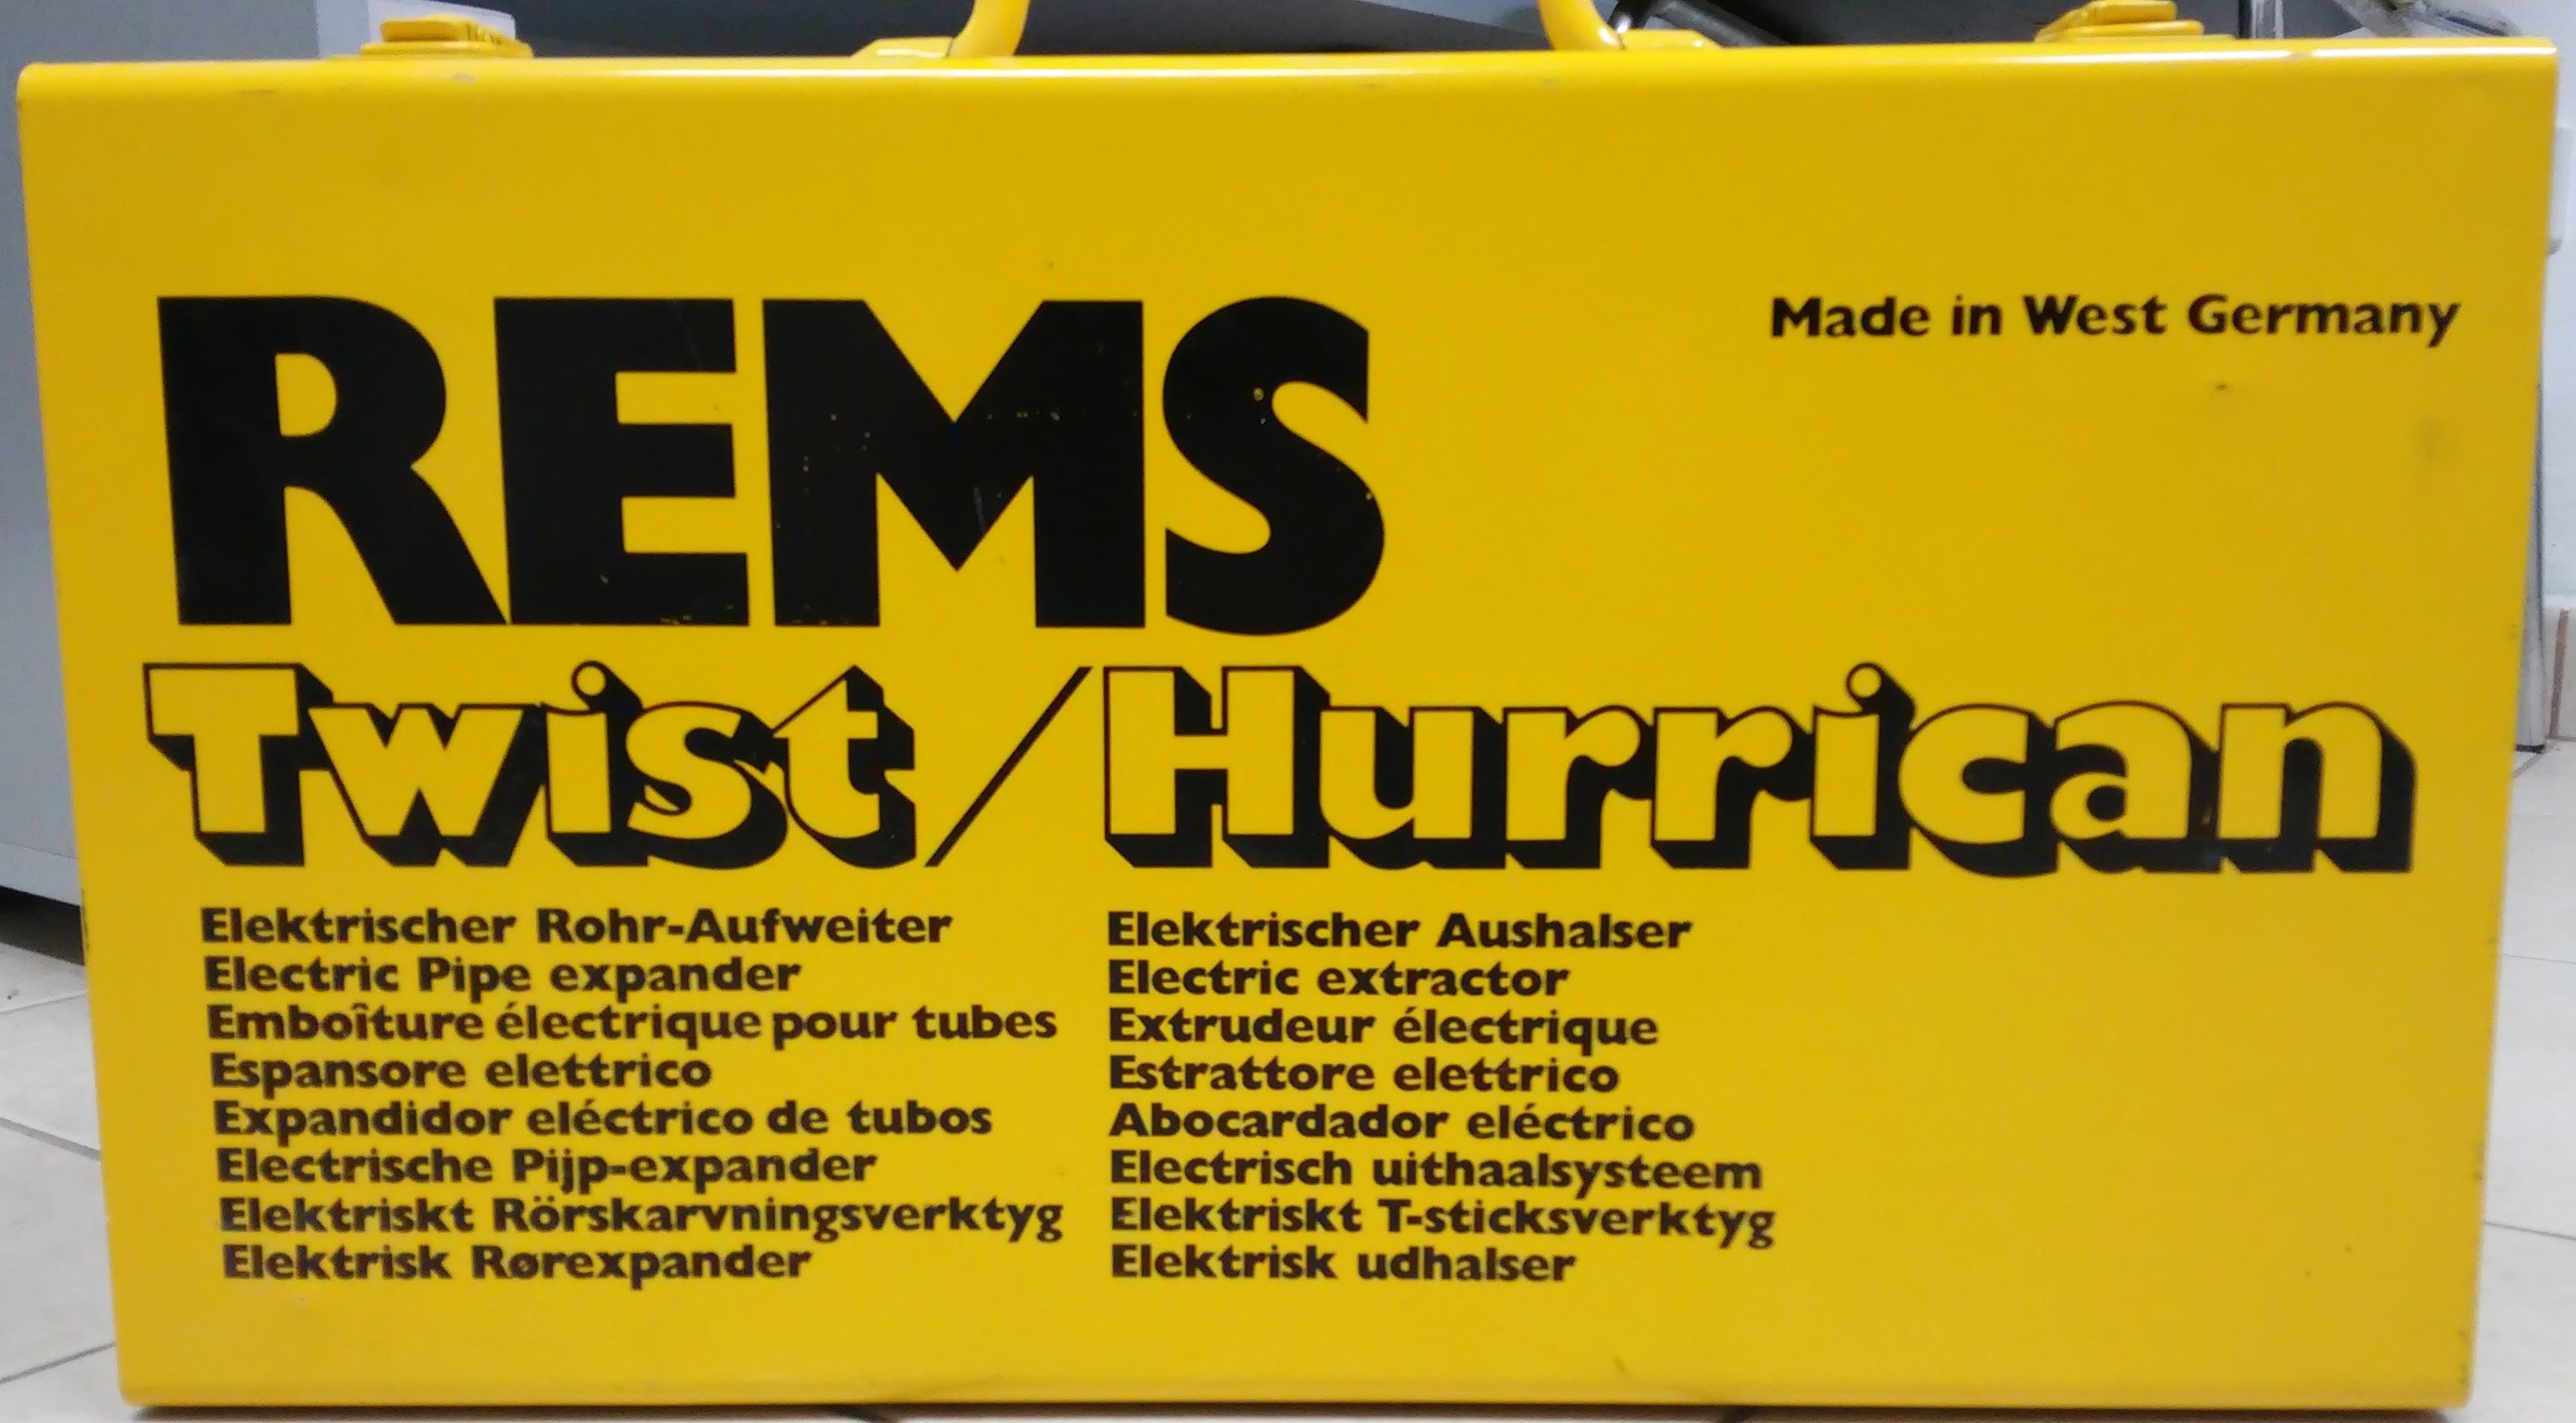 REMS
Made in West Germany
Twist/Hurrican
Elektrischer Rohr-Aufweiter
Electric Pipe expander
Emboîture électrique pour tubes
Espansore elettrico
Expandidor eléctrico de tubos
Electrische Pijp-expander
Elektriskt Rörskarvningsverktyg
Elektrisk Rørexpander
Elektrischer Aushalser
Electric extractor
Extrudeur électrique
Estrattore elettrico
Abocardador eléctrico
Electrisch uithaalsysteem
Elektriskt T-sticksverktyg
Elektrisk udhalser